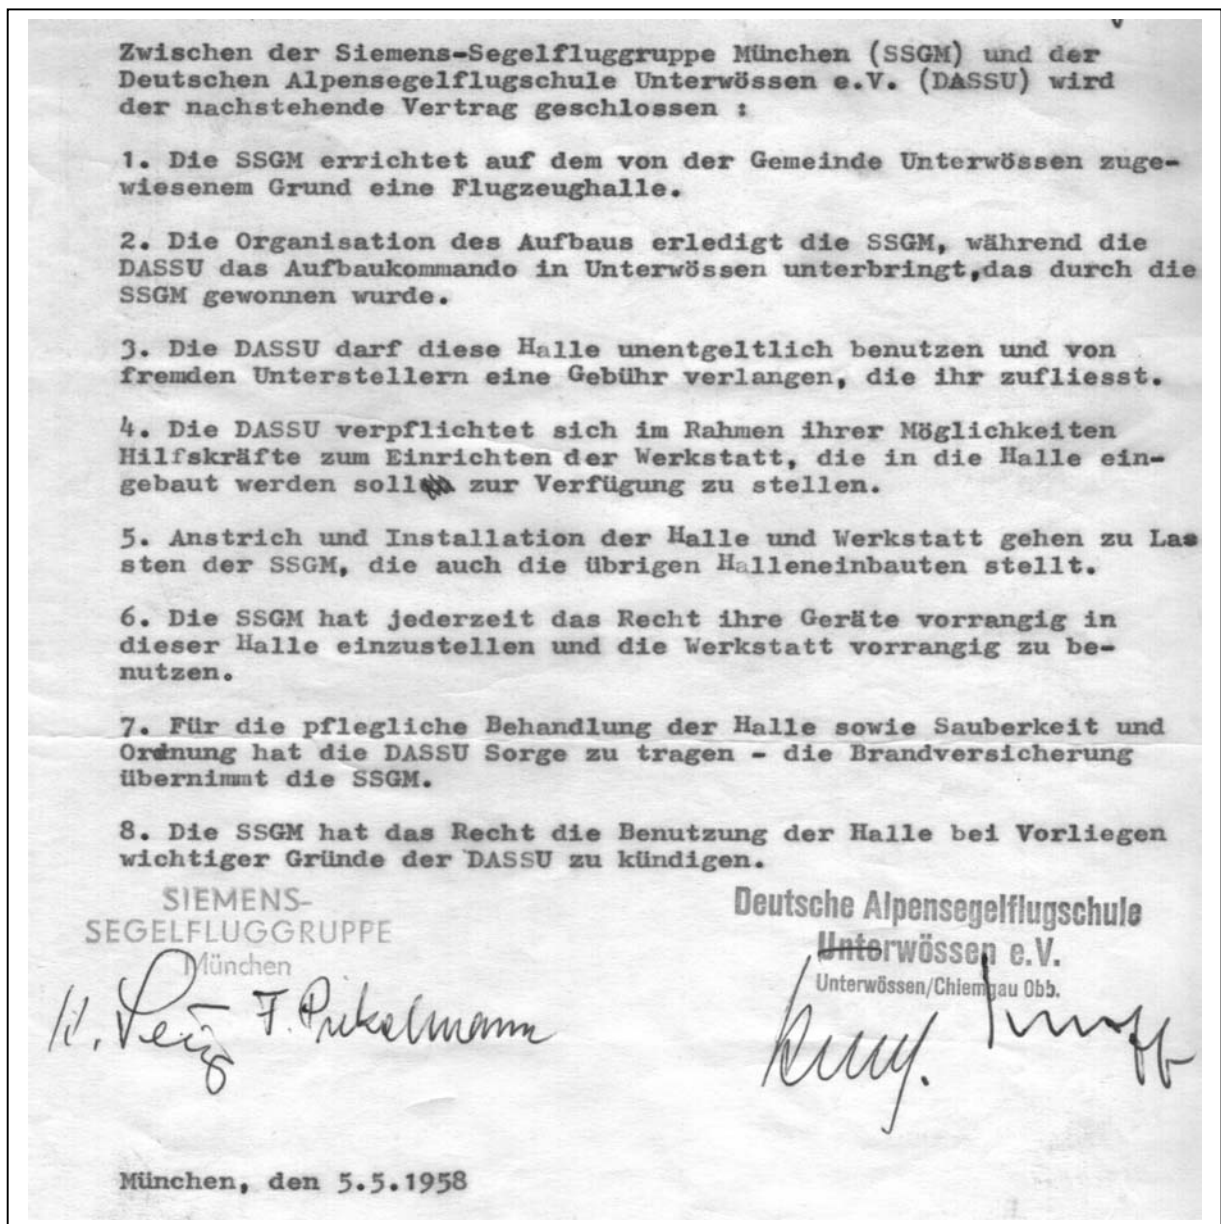 Zwischen der Siemens-Segelfluggruppe München (SSGM) und der
Deutschen Alpensegelflugschule Unterwössen e.V. (DASSU) wird
der nachstehende Vertrag geschlossen :
1. Die SSGM errichtet auf dem von der Gemeinde Unterwössen zuge-
wiesenem Grund eine Flugzeughalle.
2. Die Organisation des Aufbaus erledigt die SSGM, während die
DASSU das Aufbaukommando in Unterwössen unterbringt,das durch die
SSGM gewonnen wurde.
3. Die DASSU darf diese Halle unentgeltlich benutzen und von
fremden Unterstellern eine Gebühr verlangen, die ihr zufliesst.
4. Die DASSU verpflichtet sich im Rahmen ihrer Möglichkeiten
Hilfskräfte zum Einrichten der Werkstatt, die in die Halle ein-
gebaut werden soll zur Verfügung zu stellen.
5. Anstrich und Installation der Halle und Werkstatt gehen zu Las
sten der SSGM, die auch die übrigen Halleneinbauten stellt.
6. Die SSGM hat jederzeit das Recht ihre Geräte vorrangig in
dieser Halle einzustellen und die Werkstatt vorrangig zu be-
nutzen.
7. Für die pflegliche Behandlung der Halle sowie Sauberkeit und
Ordnung hat die DASSU Sorge zu tragen - die Brandversicherung
übernimmt die SSGM.
8. Die SSGM hat das Recht die Benutzung der Halle bei Vorliegen
wichtiger Gründe der DASSU zu kündigen.
SIEMENS-
SEGELFLUGGRUPPE
München
Deutsche Alpensegelflugschule
Unterwössen e.V.
Unterwössen/Chiemgau Obb.
München, den 5.5.1958